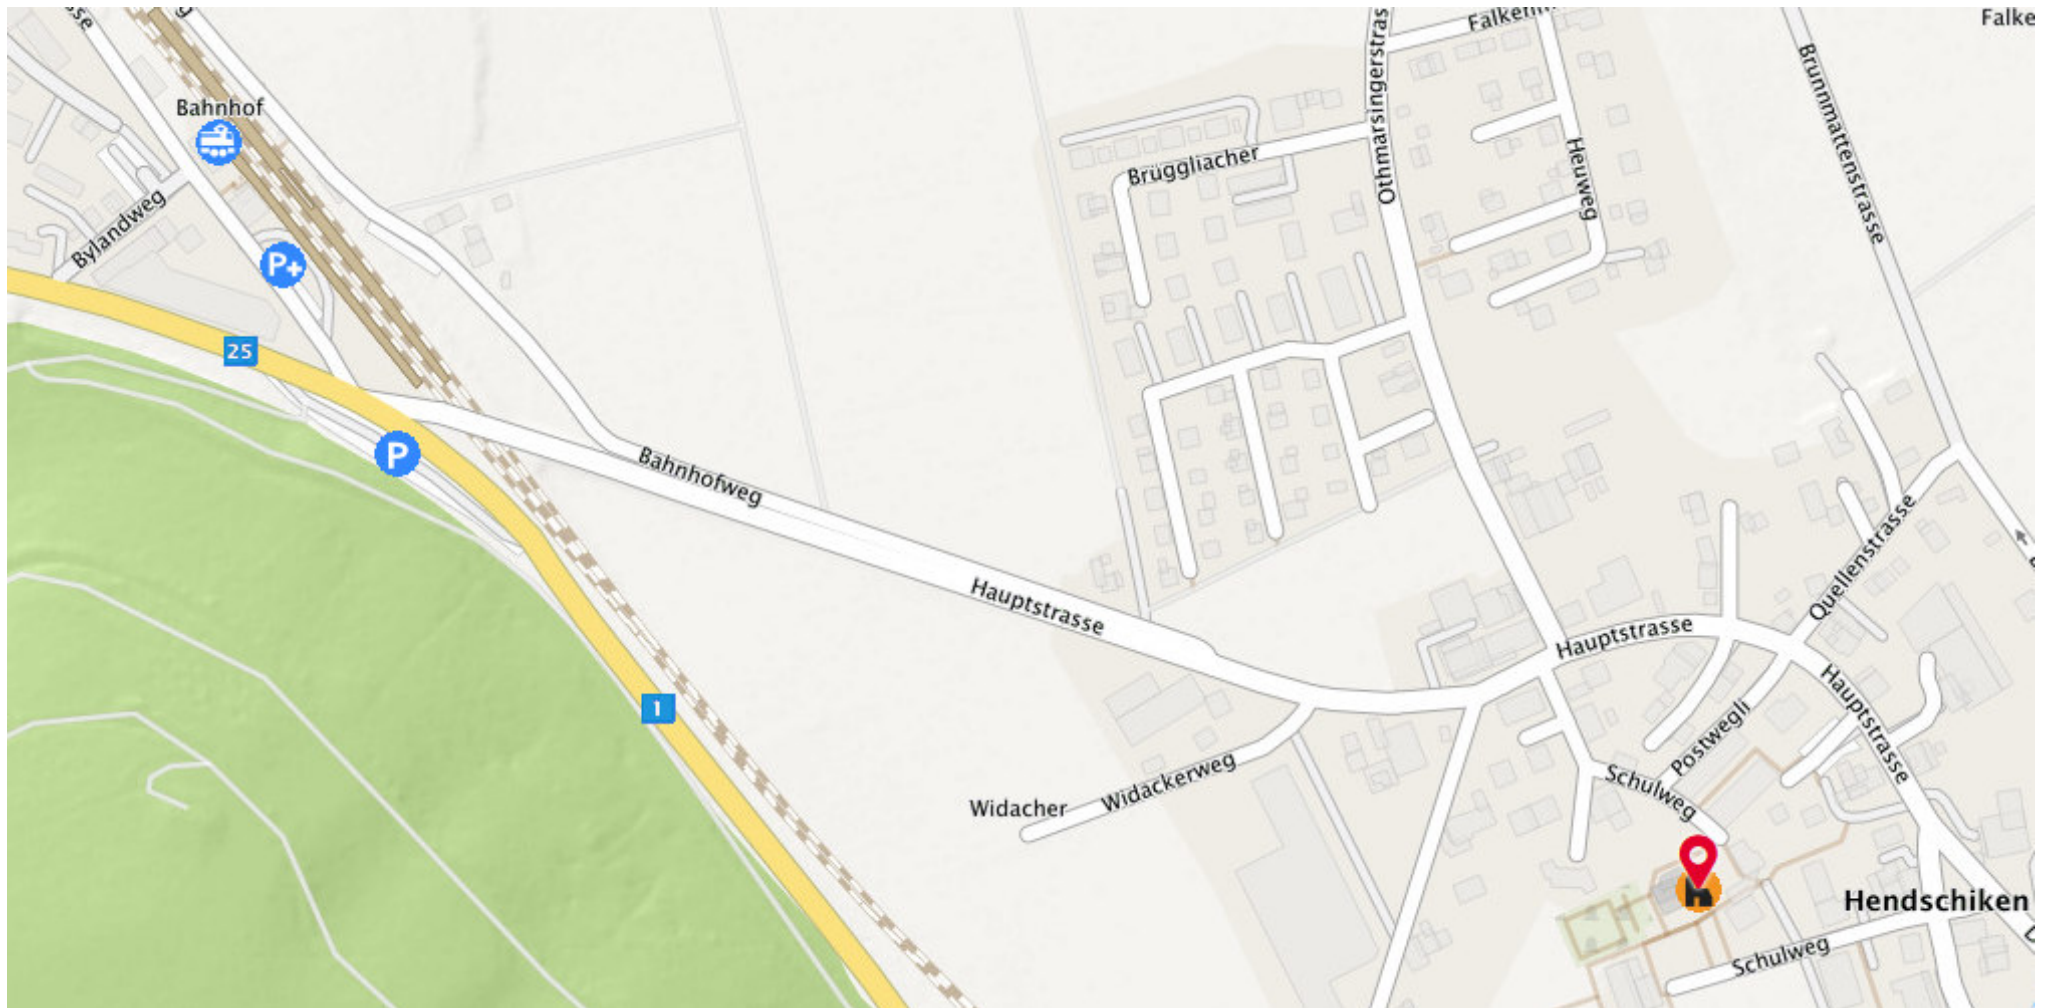 Falke
Bahnhof
Othmarsingerstras
Brunnmattenstrasse
Brüggliacher
Heuweg
Bylandweg
P+
25
P
Bahnhofweg
Hauptstrasse
Quellenstrasse
Hauptstrasse
Hauptstrasse
1
Postwegli
Widackerweg
Widacher
Schulweg
Hendschiken
Schulweg